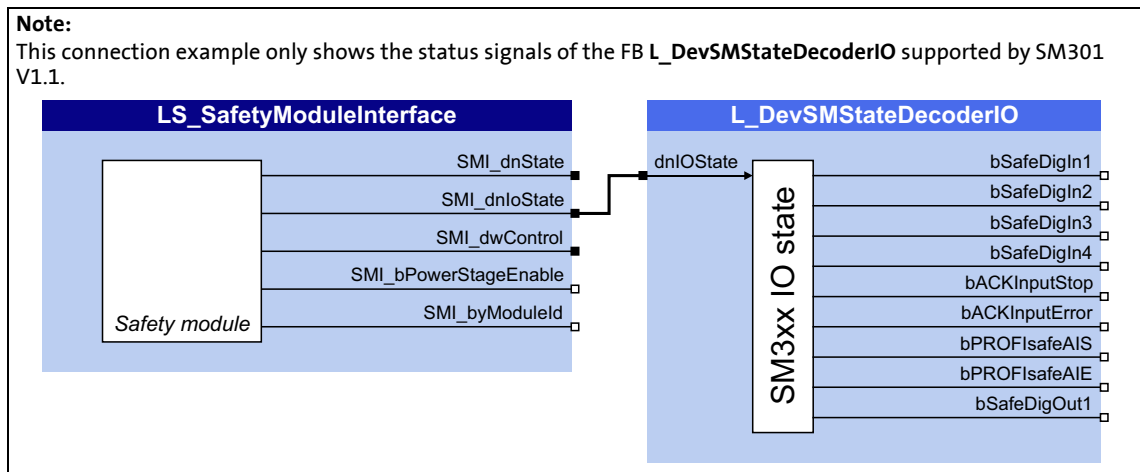 Note:
This connection example only shows the status signals of the FB L_DevSMStateDecoderIO supported by SM301
V1.1.
LS_SafetyModuleInterface
SMI_dnState
SMI_dnIoState
SMI_dwControl
SMI_bPowerStageEnable
SMI_byModuleId
Safety module
L_DevSMStateDecoderIO
dnIOState
SM3xx IO state
bSafeDigIn1
bSafeDigIn2
bSafeDigIn3
bSafeDigIn4
bACKInputStop
bACKInputError
bPROFIsafeAIS
bPROFIsafeAIE
bSafeDigOut1